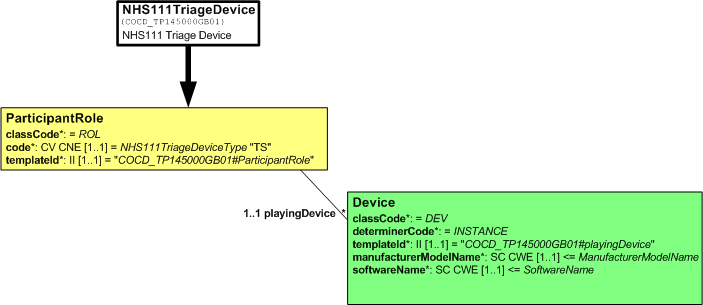 NHS111TriageDevice
(COCD_TP145000GB01)
NHS111 Triage Device
ParticipantRole
classCode*: = ROL
code*: CV CNE [1..1] = NHS111TriageDeviceType "TS"
templateId*: II [1..1] = "COCD_TP145000GB01#ParticipantRole"
1..1 playingDevice *
Device
classCode*: = DEV
determinerCode*: = INSTANCE
templateId*: II [1..1] = "COCD_TP145000GB01#playingDevice"
manufacturerModelName*: SC CWE [1..1] <= ManufacturerModelName
softwareName*: SC CWE [1..1] <= SoftwareName